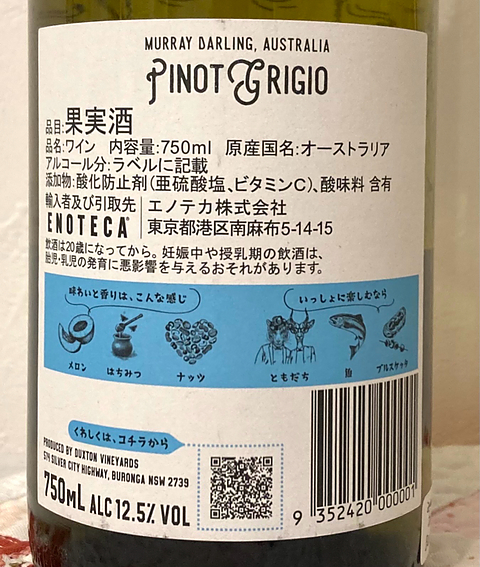 MURRAY DARLING, AUSTRALIA
PINOT GRIGIO
品目:果実酒
品名:ワイン 内容量:750ml 原産国名:オーストラリア
アルコール分:ラベルに記載
添加物:酸化防止剤(亜硫酸塩、ビタミンC)、酸味料 含有
輸入者及び引取先 エノテカ株式会社
ENOTECA 東京都港区南麻布5-14-15
飲酒は20歳になってから。妊娠中や授乳期の飲酒は、
胎児・乳児の発育に悪影響を与えるおそれがあります。
味わいと香りは、こんな感じ
メロン はちみつ ナッツ
いっしょに楽しむなら
ともだち 魚 ブルスケッタ
くわしくは、コチラから
PRODUCED BY DUXTON VINEYARDS
574 SILVER CITY HIGHWAY, BURONGA NSW 2739
750mL ALC 12.5% VOL
9 352420 000001